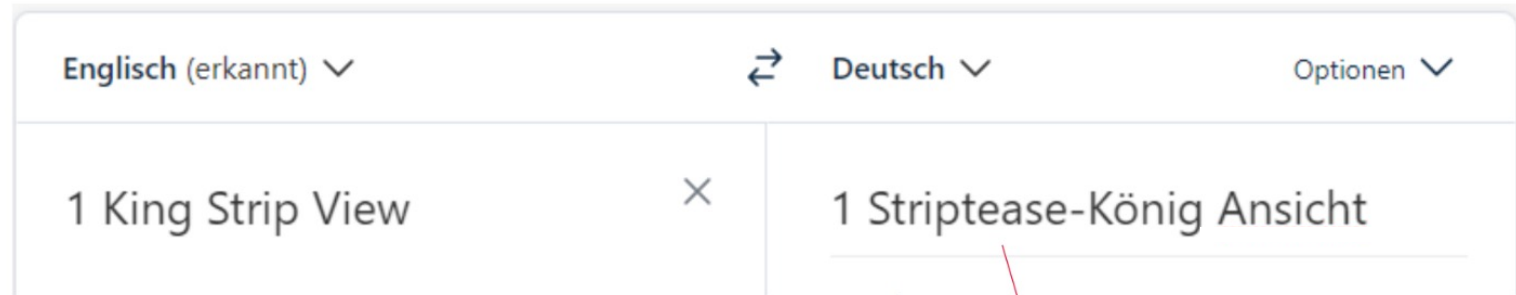 Englisch (erkannt) Deutsch Optionen
1 King Strip View
1 Striptease-König Ansicht